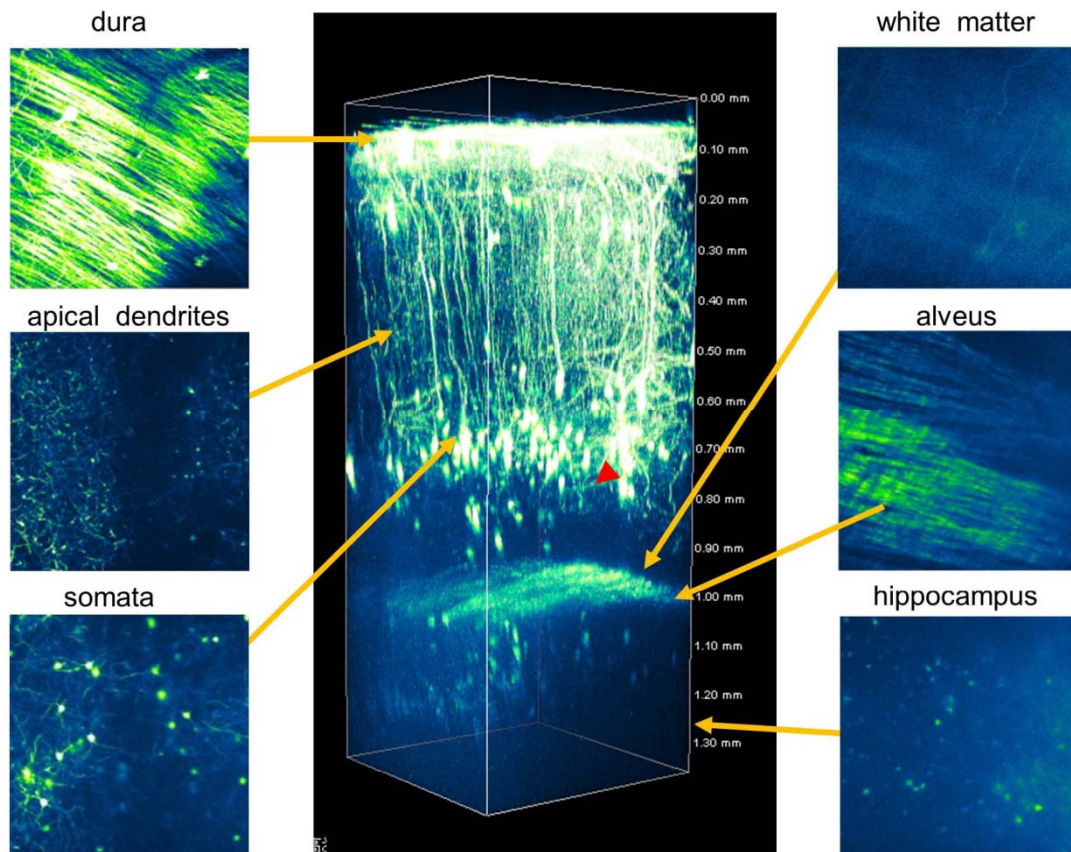 dura
white matter
0.00 mm
0.10 mm
0.20 mm
0.30 mm
apical dendrites
alveus
0.40 mm
0.50 mm
0.60 mm
0.70 mm
0.80 mm
0.90 mm
somata
hippocampus
1.00 mm
1.10 mm
1.20 mm
1.30 mm